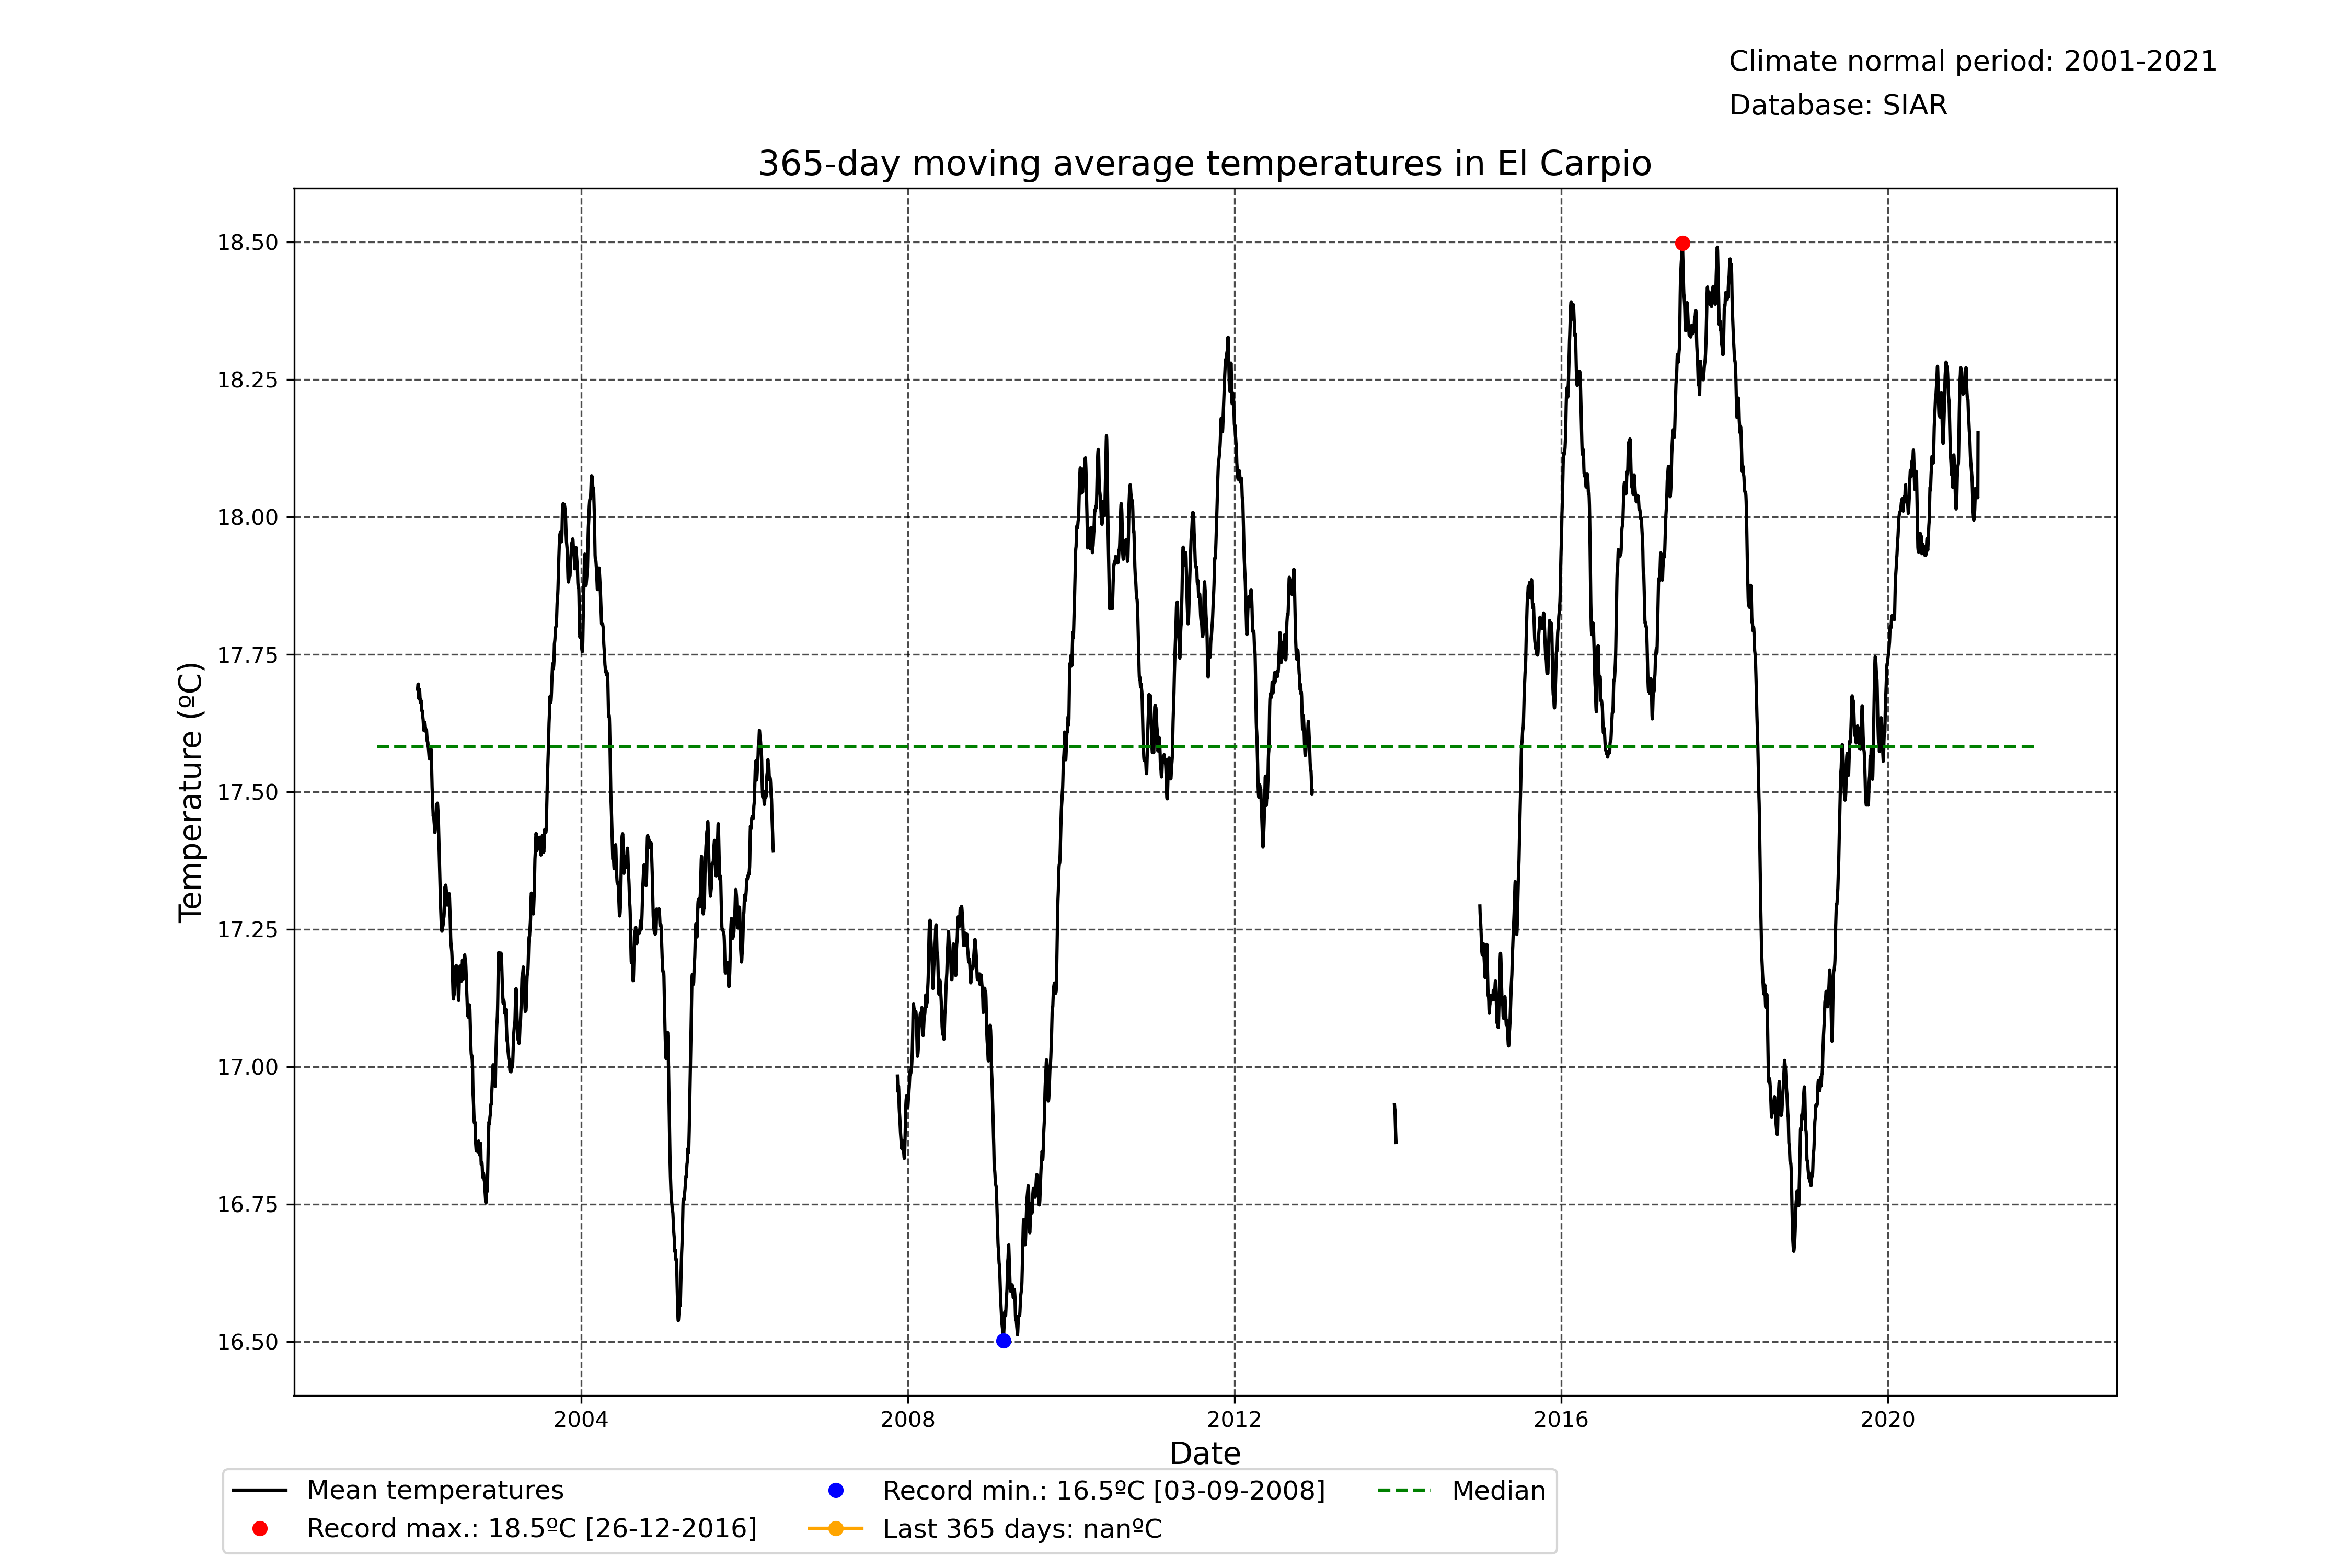 Climate normal period: 2001-2021
Database: SIAR
365-day moving average temperatures in El Carpio
Temperature (ºC)
18.50
18.25
18.00
17.75
17.50
17.25
17.00
16.75
16.50
2004
2008
2012
2016
2020
Date
Mean temperatures
Record max.: 18.5ºC [26-12-2016]
Record min.: 16.5ºC [03-09-2008]
Last 365 days: nanºC
Median